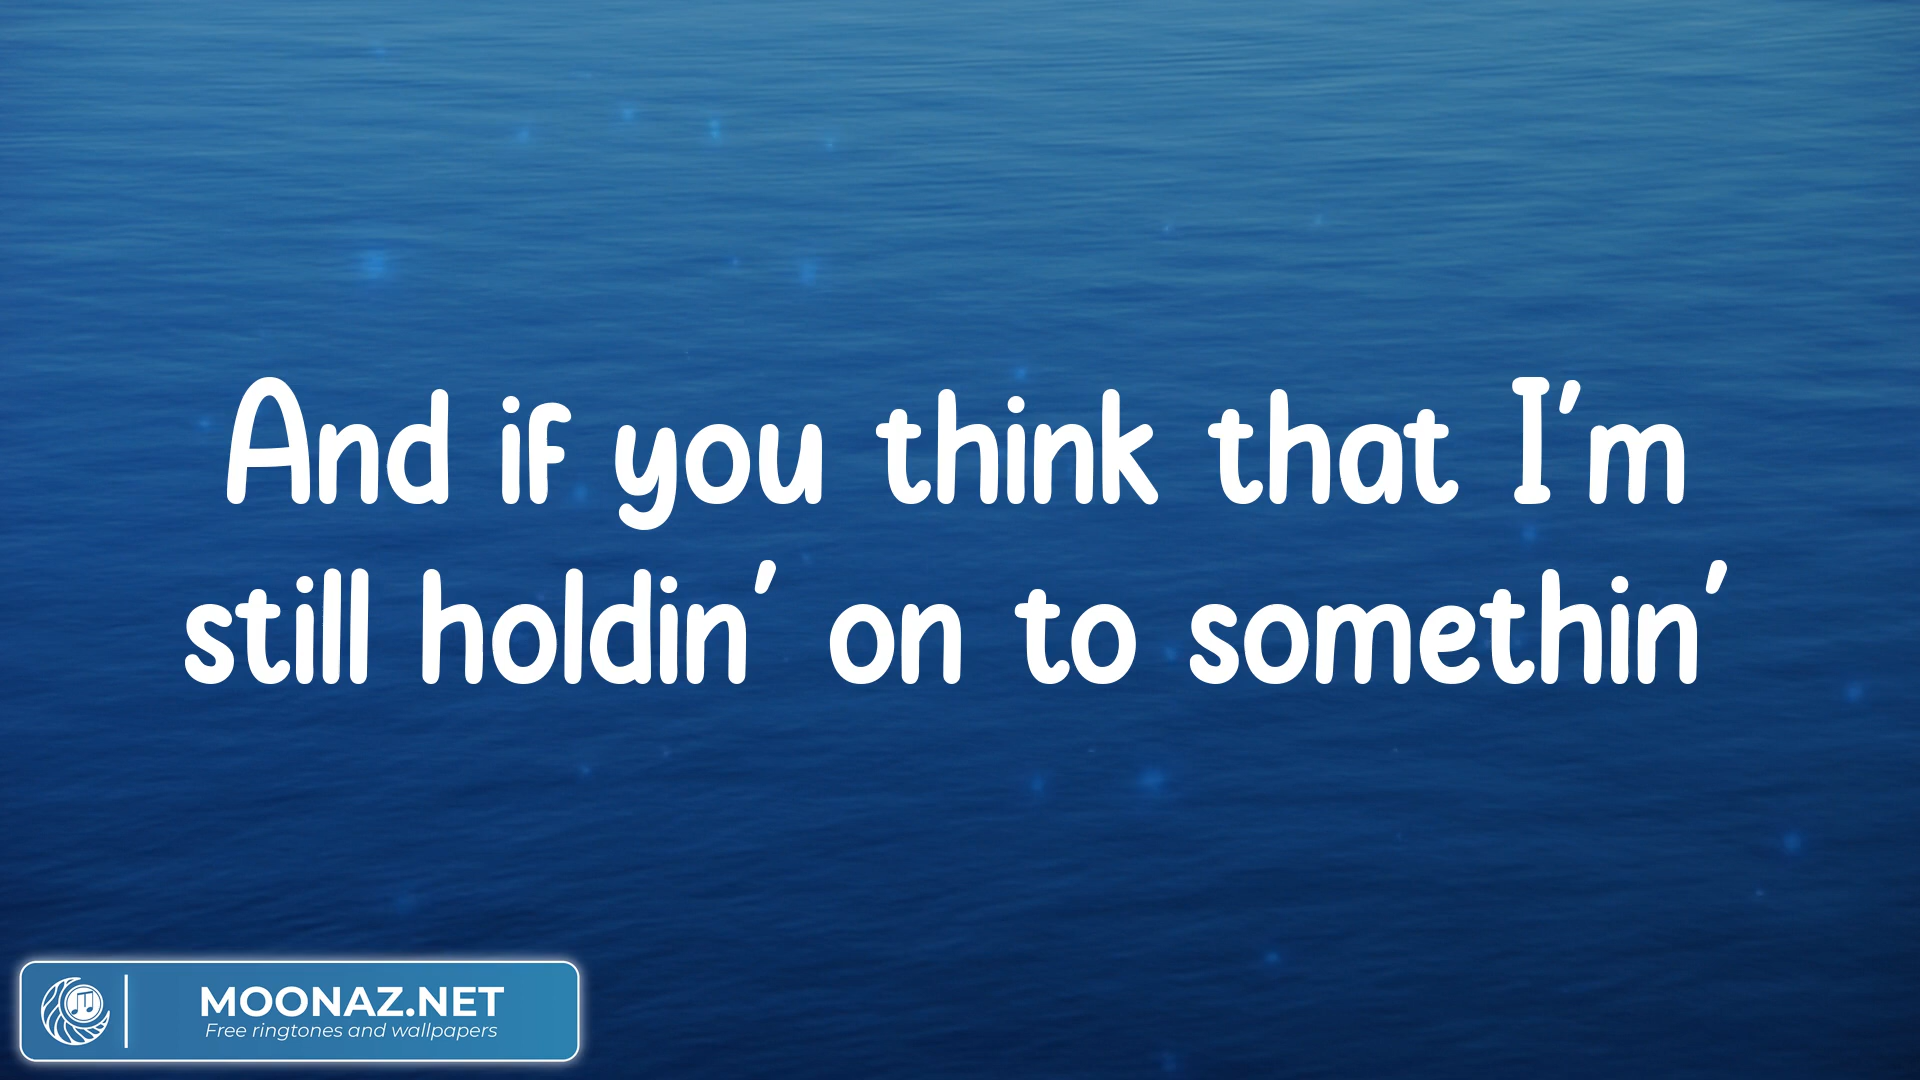 And if you think that I'm
still holdin' on to somethin'
MOONAZ.NET
Free ringtones and wallpapers